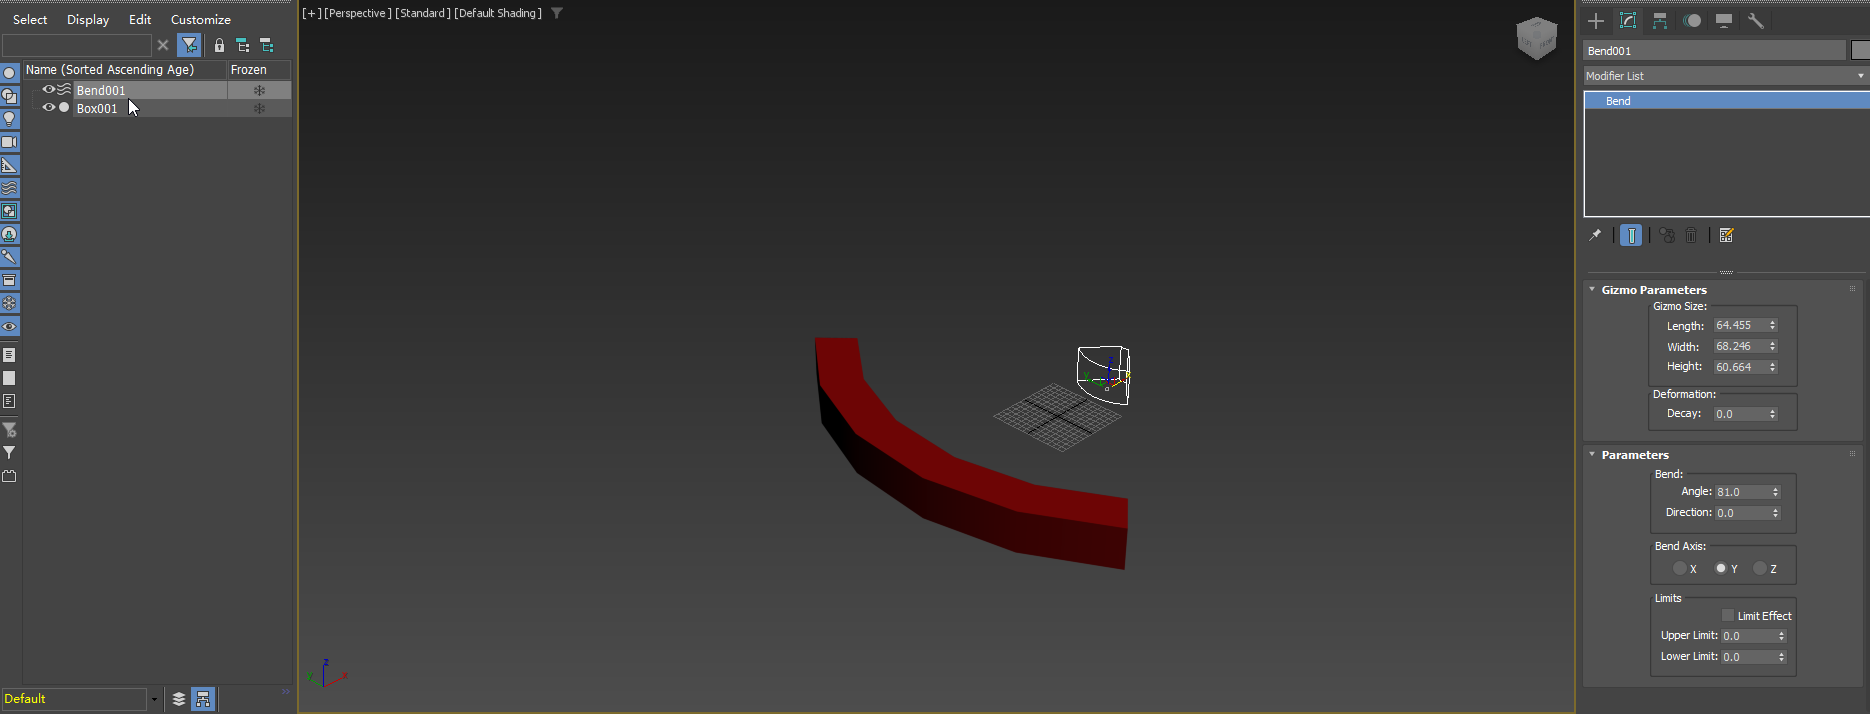 Select Display Edit Customize
Name (Sorted Ascending Age) Frozen
Bend001
Box001
Default
[+] [Perspective ] [Standard ] [Default Shading ]
z
y
x
z
y
x
Bend001
Modifier List
Bend
Gizmo Parameters
Gizmo Size:
Length: 64.455
Width: 68.246
Height: 60.664
Deformation:
Decay: 0.0
Parameters
Bend:
Angle: 81.0
Direction: 0.0
Bend Axis:
X Y Z
Limits
Limit Effect
Upper Limit: 0.0
Lower Limit: 0.0